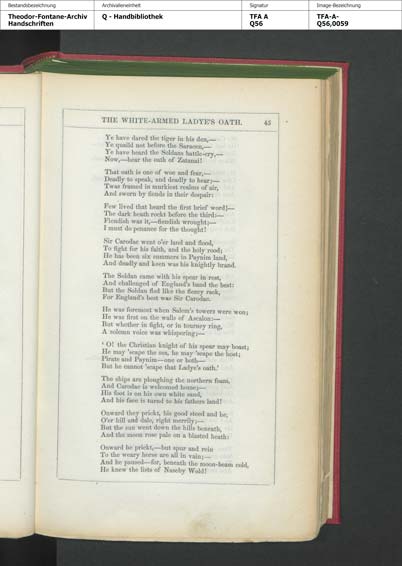 Bestandsbezeichnung
Archivalieneinheit
Signatur
Image-Bezeichnung
Theodor-Fontane-Archiv
Handschriften
Q - Handbibliothek
TFA A
Q56
TFA-A-
Q56,0059
THE WHITE-ARMED LADYE'S OATH. 45
Ye have dared the tiger in his den,—
Ye quaild not before the Saracen,—
Ye have heard the Soldans battle-cry,—
Now,—hear the oath of Zatanai!
That oath is one of woe and fear,—
Deadly to speak, and deadly to hear;—
Twas framed in murkiest realms of air,
And sworn by fiends in their despair:
Few lived that heard the first brief word;—
The dark heath rockt before the third:—
Fiendish was it,—fiendish wrought;—
I must do penance for the thought!
Sir Carodac went o'er land and flood,
To fight for his faith, and the holy rood;
He has been six summers in Paynim land,
And deadly and keen was his knightly brand.
The Soldan came with his spear in rest,
And challenged of England's band the best:
But the Soldan fled like the fleecy rack,
For England's best was Sir Carodac.
He was foremost when Salem's towers were won;
He was first on the walls of Ascalon:—
But whether in fight, or in tourney ring,
A solemn voice was whispering;—
' O! the Christian knight of his spear may boast;
He may 'scape the sea, he may 'scape the host;
Pirate and Paynim—one or both—
But he cannot 'scape that Ladye's oath.'
The ships are ploughing the northern foam,
And Carodac is welcomed home;—
His foot is on his own white sand,
And his face is turned to his fathers land!
Onward they prickt, his good steed and he,
O'er hill and dale, right merrily;—
But the sun went down the hills beneath,
And the moon rose pale on a blasted heath:
Onward he prickt,—but spur and rein
To the weary horse are all in vain;—
And he paused—for, beneath the moon-beam cold,
He knew the lists of Naseby Wold!